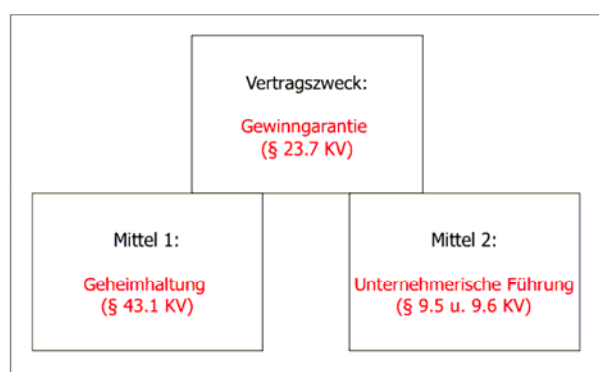 Vertragszweck:
Gewinngarantie
(§ 23.7 KV)
Mittel 1:
Geheimhaltung
(§ 43.1 KV)
Mittel 2:
Unternehmerische Führung
(§ 9.5 u. 9.6 KV)